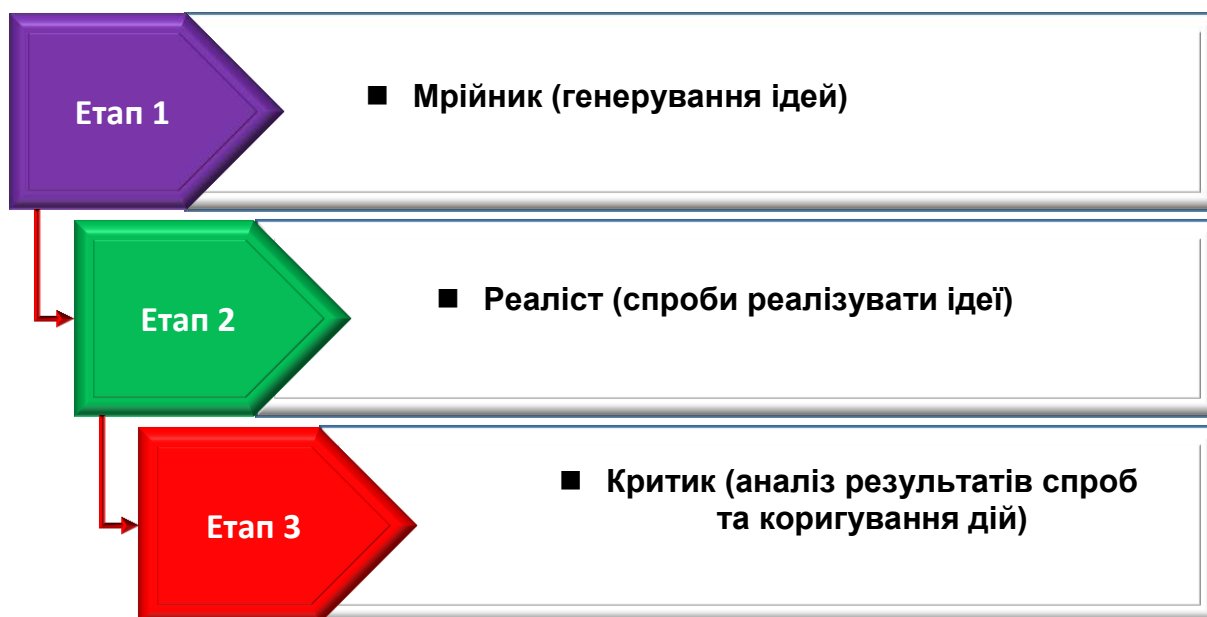 Етап 1
■ Мрійник (генерування ідей)
Етап 2
■ Реаліст (спроби реалізувати ідеї)
Етап 3
■ Критик (аналіз результатів спроб
та коригування дій)